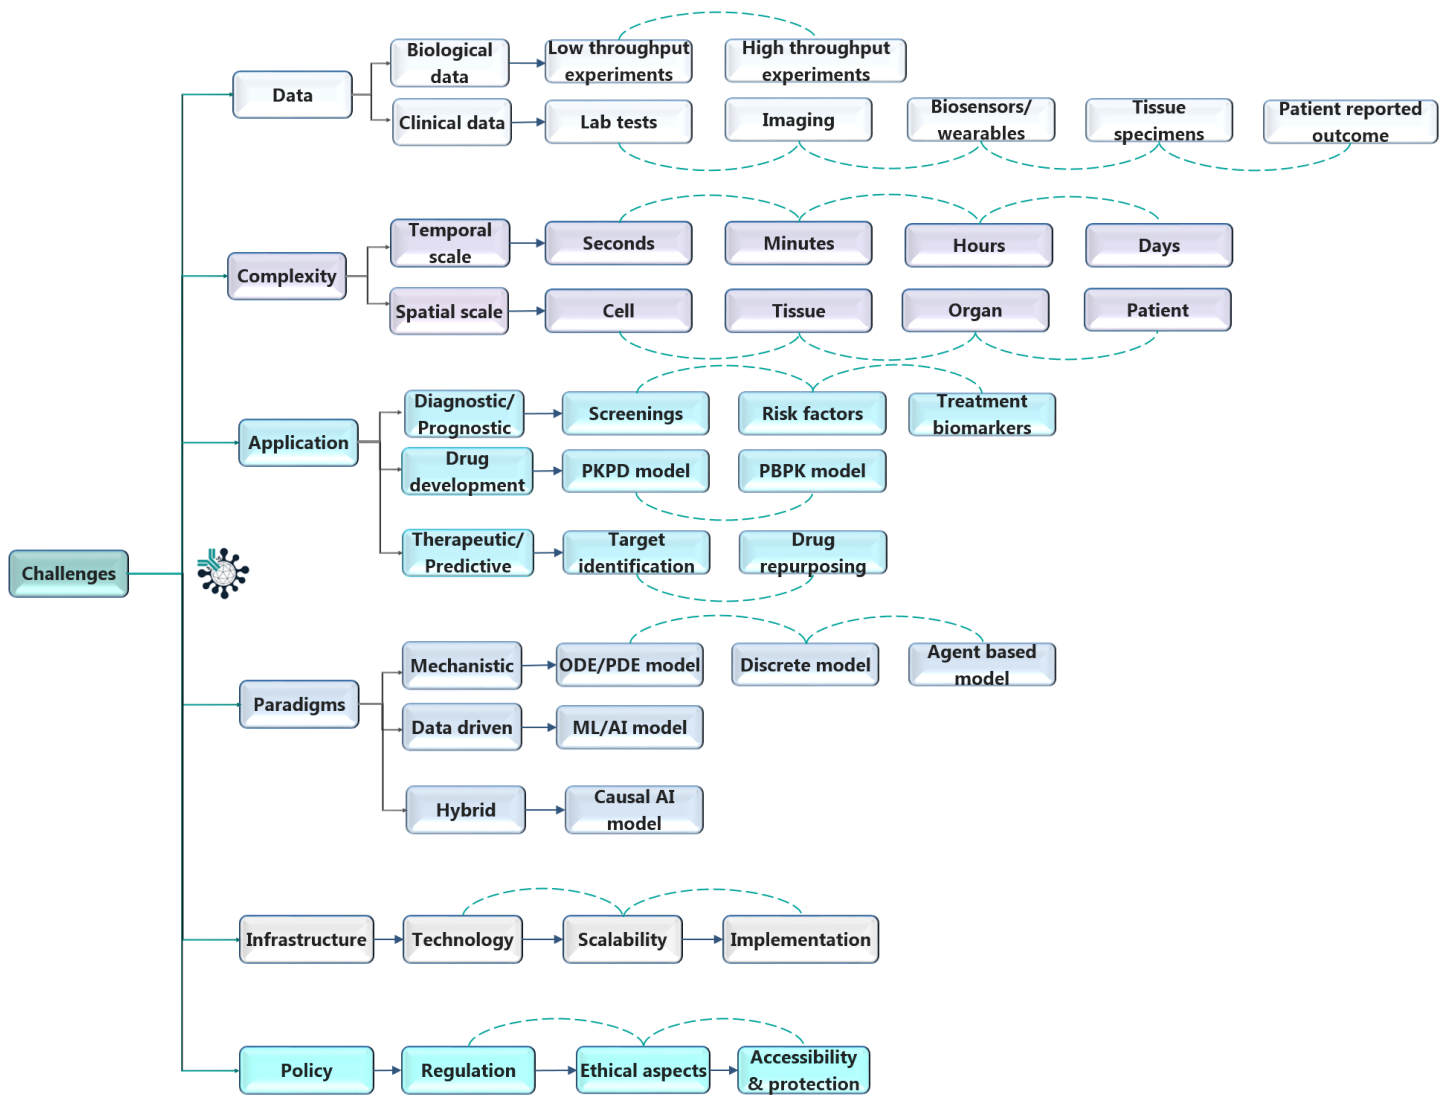 Challenges
Data
Biological
data
Low throughput
experiments
High throughput
experiments
Clinical data
Lab tests
Imaging
Biosensors/
wearables
Tissue
specimens
Patient reported
outcome
Complexity
Temporal
scale
Seconds
Minutes
Hours
Days
Spatial scale
Cell
Tissue
Organ
Patient
Application
Diagnostic/
Prognostic
Screenings
Risk factors
Treatment
biomarkers
Drug
development
PKPD model
PBPK model
Therapeutic/
Predictive
Target
identification
Drug
repurposing
Paradigms
Mechanistic
ODE/PDE model
Discrete model
Agent based
model
Data driven
ML/AI model
Hybrid
Causal AI
model
Infrastructure
Technology
Scalability
Implementation
Policy
Regulation
Ethical aspects
Accessibility
& protection